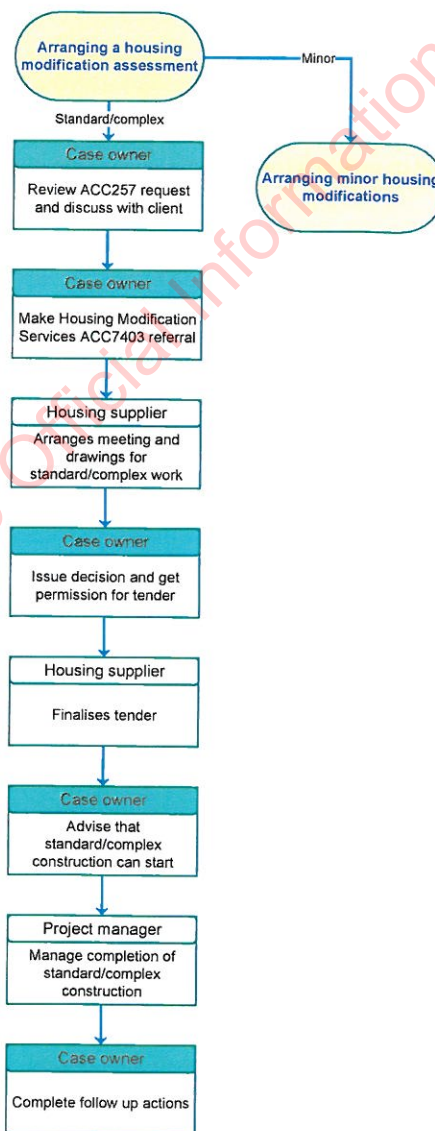 Arranging a housing
modification assessment
Minor
Standard/complex
Arranging minor housing
modifications
Case owner
Review ACC257 request
and discuss with client
Case owner
Make Housing Modification
Services ACC7403 referral
Housing supplier
Arranges meeting and
drawings for
standard/complex work
Case owner
Issue decision and get
permission for tender
Housing supplier
Finalises tender
Case owner
Advise that
standard/complex
construction can start
Project manager
Manage completion of
standard/complex
construction
Case owner
Complete follow up actions
Official Information